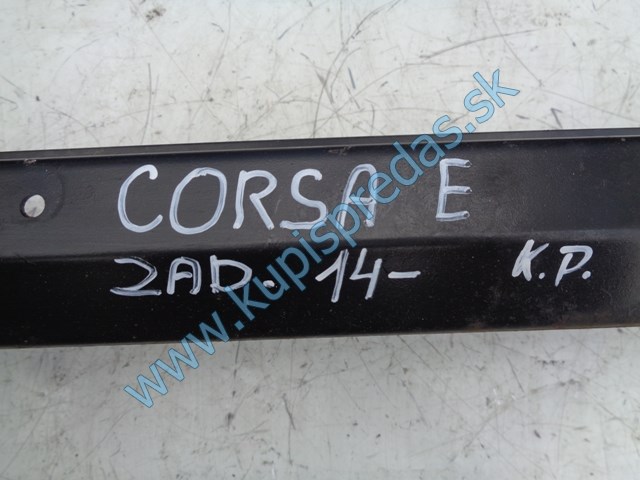 CORSA E
ZAD. 14- K.P.
www.kupispredas.sk